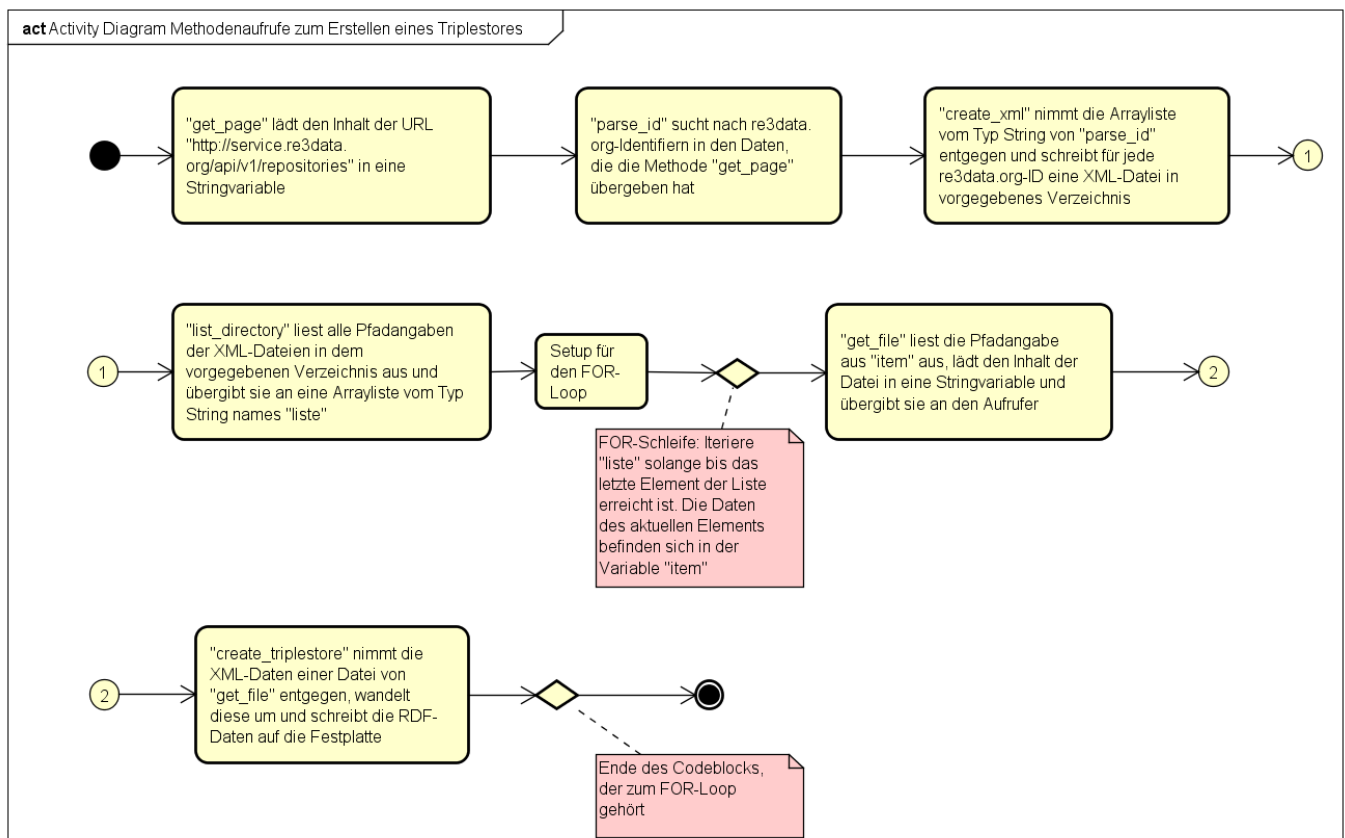 act Activity Diagram Methodenaufrufe zum Erstellen eines Triplestores
"get_page" lädt den Inhalt der URL
"http://service.re3data.
org/api/v1/repositories" in eine
Stringvariable
"parse_id" sucht nach re3data.
org-Identifiern in den Daten,
die die Methode "get_page"
übergeben hat
"create_xml" nimmt die Arrayliste
vom Typ String von "parse_id"
entgegen und schreibt für jede
re3data.org-ID eine XML-Datei in
vorgegebenes Verzeichnis
1
1
"list_directory" liest alle Pfadangaben
der XML-Dateien in dem
vorgegebenen Verzeichnis aus und
übergibt sie an eine Arrayliste vom Typ
String names "liste"
Setup für
den FOR-
Loop
"get_file" liest die Pfadangabe
aus "item" aus, lädt den Inhalt der
Datei in eine Stringvariable und
übergibt sie an den Aufrufer
2
FOR-Schleife: Iteriere
"liste" solange bis das
letzte Element der Liste
erreicht ist. Die Daten
des aktuellen Elements
befinden sich in der
Variable "item"
2
"create_triplestore" nimmt die
XML-Daten einer Datei von
"get_file" entgegen, wandelt
diese um und schreibt die RDF-
Daten auf die Festplatte
Ende des Codeblocks,
der zum FOR-Loop
gehört